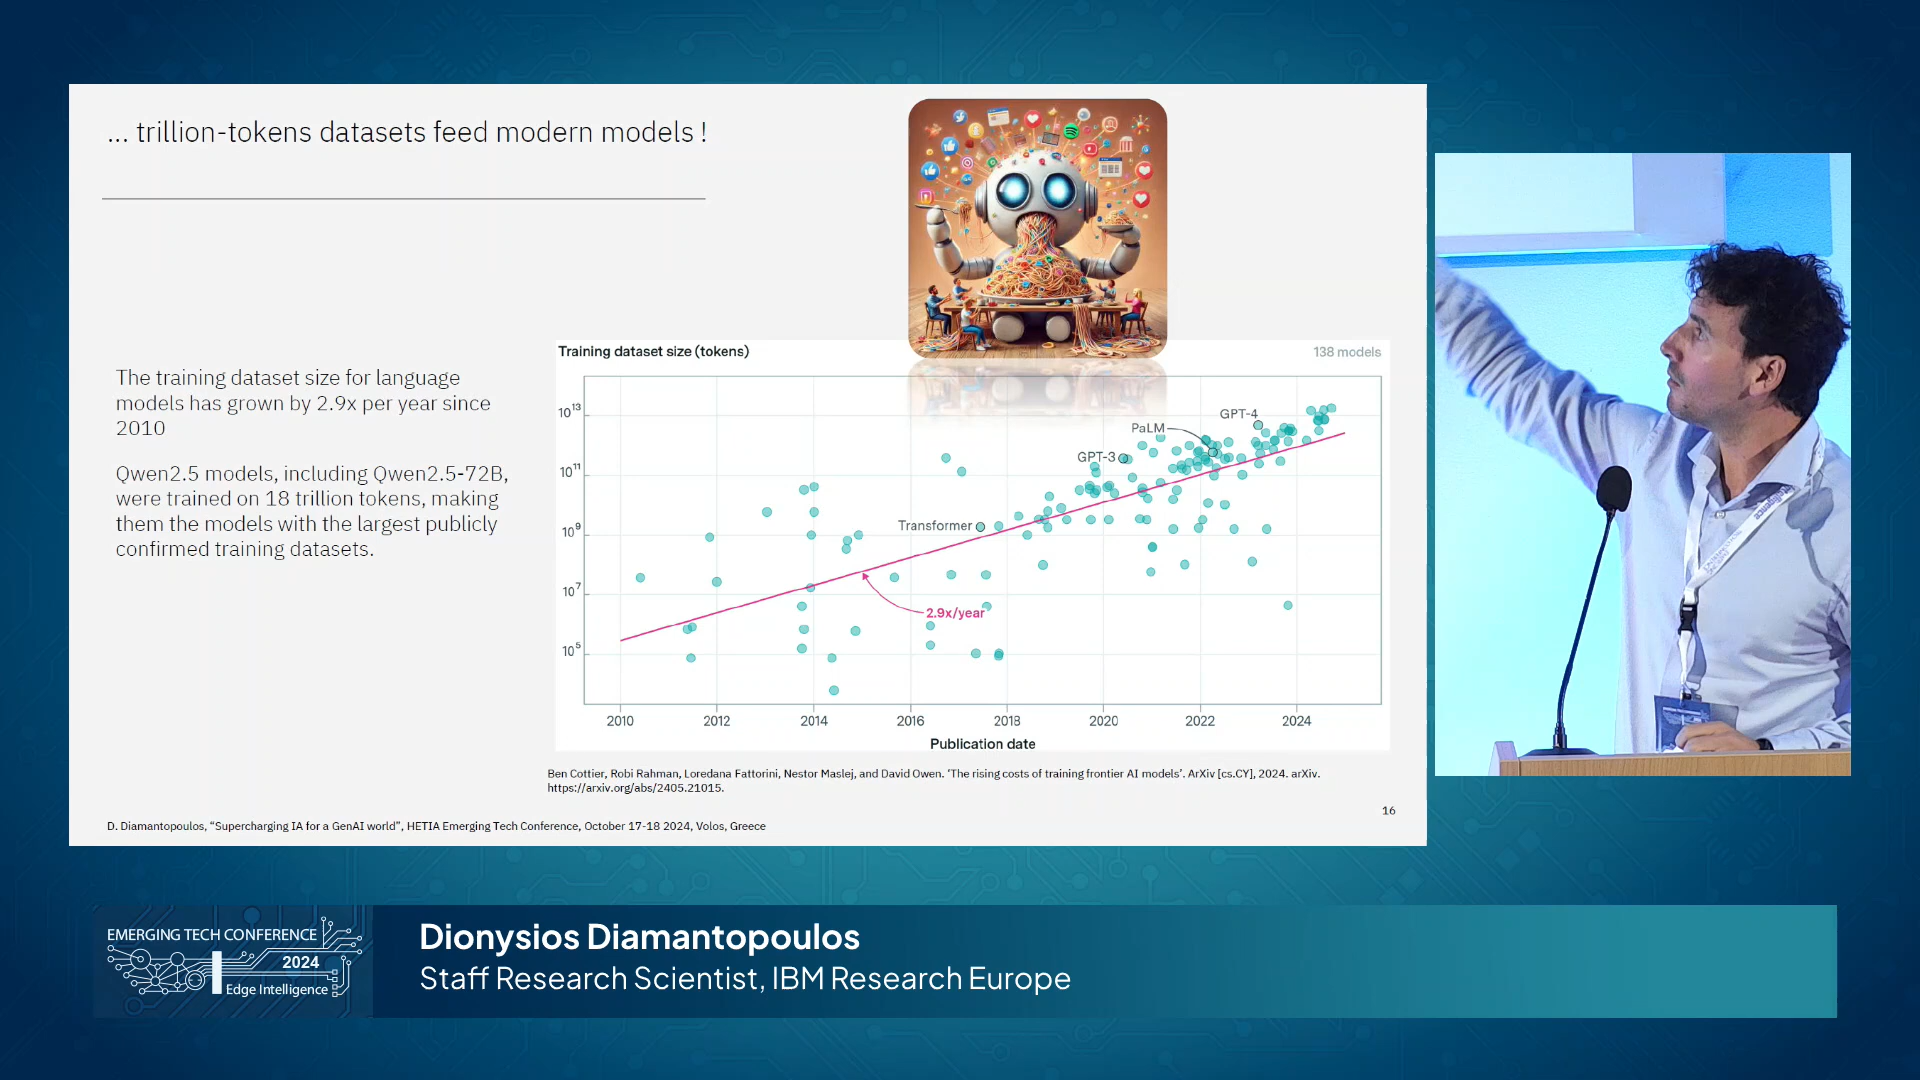 ... trillion-tokens datasets feed modern models !
The training dataset size for language
models has grown by 2.9x per year since
2010
Qwen2.5 models, including Qwen2.5-72B,
were trained on 18 trillion tokens, making
them the models with the largest publicly
confirmed training datasets.
Training dataset size (tokens)
138 models
10¹³
10¹¹
10⁹
10⁷
10⁵
GPT-4
PaLM
GPT-3
Transformer
2.9x/year
2010 2012 2014 2016 2018 2020 2022 2024
Publication date
Ben Cottier, Robi Rahman, Loredana Fattorini, Nestor Maslej, and David Owen. 'The rising costs of training frontier AI models'. ArXiv [cs.CY], 2024. arXiv.
https://arxiv.org/abs/2405.21015.
16
D. Diamantopoulos, “Supercharging IA for a GenAI world”, HETIA Emerging Tech Conference, October 17-18 2024, Volos, Greece
EMERGING TECH CONFERENCE
2024
Edge Intelligence
Dionysios Diamantopoulos
Staff Research Scientist, IBM Research Europe